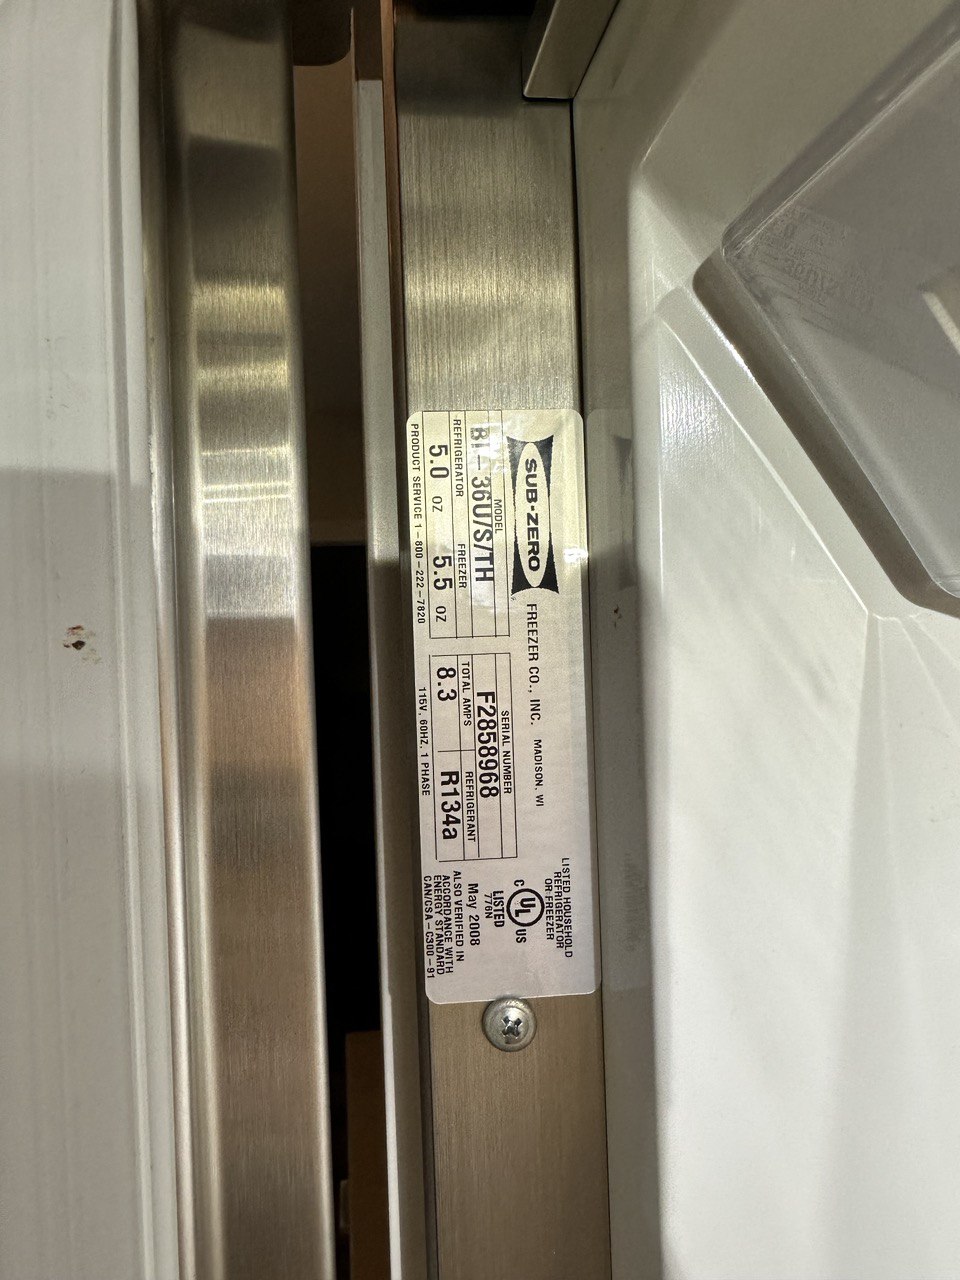 SUB-ZERO FREEZER CO., INC. MADISON, WI
MODEL
BI-36U/S/TH
REFRIGERATOR FREEZER
5.0 OZ 5.5 OZ
PRODUCT SERVICE 1-800-222-7820
SERIAL NUMBER
F2858968
TOTAL AMPS REFRIGERANT
8.3 R134a
115V, 60HZ, 1 PHASE
LISTED HOUSEHOLD
REFRIGERATOR
OR FREEZER
C UL US
LISTED
776N
May 2008
ALSO VERIFIED IN
ACCORDANCE WITH
ENERGY STANDARD
CAN/CSA-C300-91